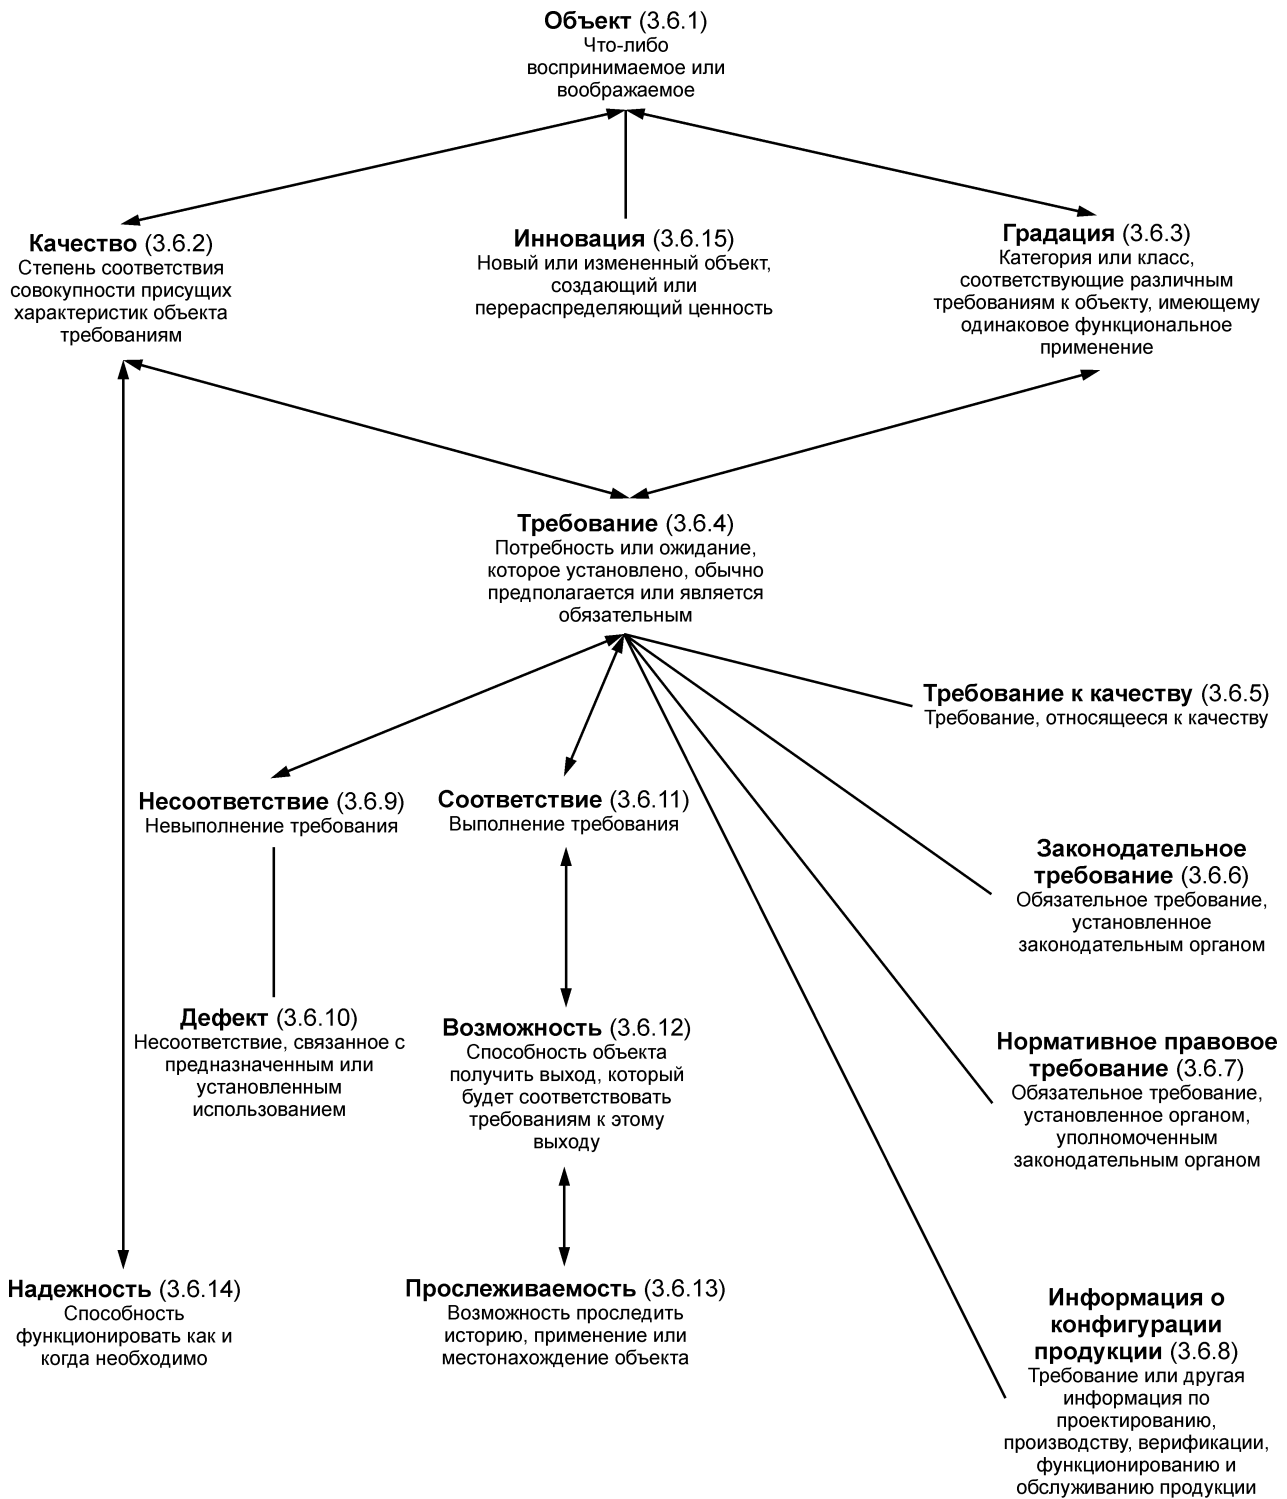 Объект (3.6.1)
Что-либо
воспринимаемое или
воображаемое
Качество (3.6.2)
Степень соответствия
совокупности присущих
характеристик объекта
требованиям
Инновация (3.6.15)
Новый или измененный объект,
создающий или
перераспределяющий ценность
Градация (3.6.3)
Категория или класс,
соответствующие различным
требованиям к объекту, имеющему
одинаковое функциональное
применение
Требование (3.6.4)
Потребность или ожидание,
которое установлено, обычно
предполагается или является
обязательным
Требование к качеству (3.6.5)
Требование, относящееся к качеству
Несоответствие (3.6.9)
Невыполнение требования
Соответствие (3.6.11)
Выполнение требования
Законодательное
требование (3.6.6)
Обязательное требование,
установленное
законодательным органом
Дефект (3.6.10)
Несоответствие, связанное с
предназначенным или
установленным
использованием
Возможность (3.6.12)
Способность объекта
получить выход, который
будет соответствовать
требованиям к этому
выходу
Нормативное правовое
требование (3.6.7)
Обязательное требование,
установленное органом,
уполномоченным
законодательным органом
Надежность (3.6.14)
Способность
функционировать как и
когда необходимо
Прослеживаемость (3.6.13)
Возможность проследить
историю, применение или
местонахождение объекта
Информация о
конфигурации
продукции (3.6.8)
Требование или другая
информация по
проектированию,
производству, верификации,
функционированию и
обслуживанию продукции